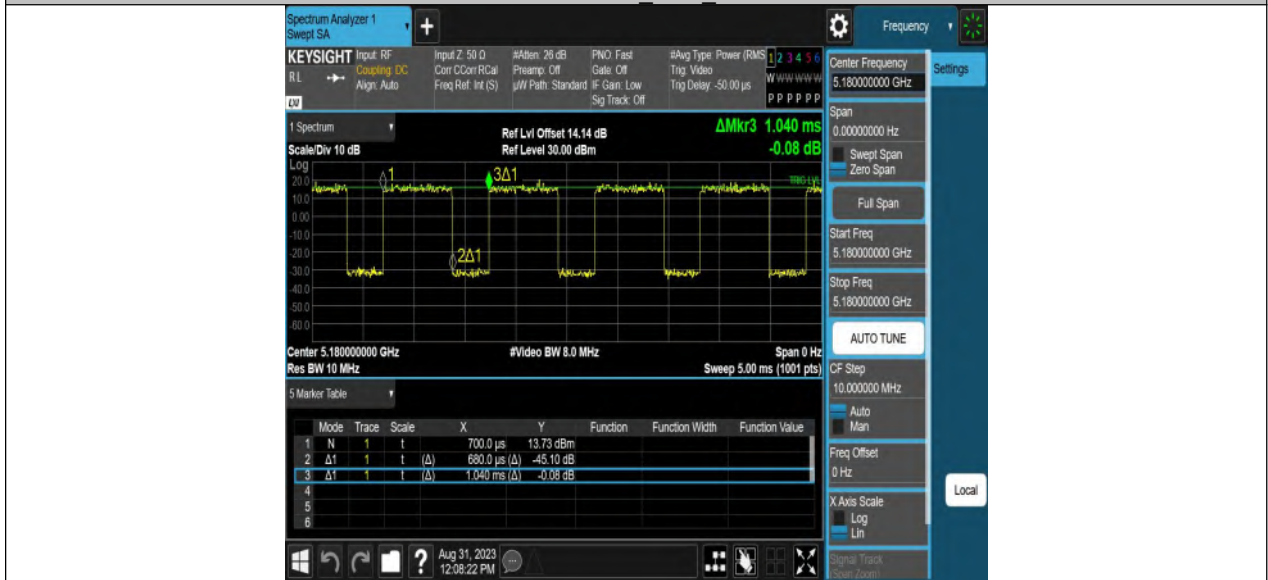 Spectrum Analyzer 1
Swept SA
+
Frequency
KEYSIGHT
RL
LXI
Input: RF
Coupling: DC
Align: Auto
Input Z: 50 Ω
Corr CCorr RCal
Freq Ref: Int (S)
#Atten: 26 dB
Preamp: Off
µW Path: Standard
PNO: Fast
Gate: Off
IF Gain: Low
Sig Track: Off
#Avg Type: Power (RMS
Trig: Video
Trig Delay: -50.00 µs
1 2 3 4 5 6
W W W W W W
P P P P P P
Center Frequency
5.180000000 GHz
Settings
Span
0.00000000 Hz
Swept Span
Zero Span
Full Span
Start Freq
5.180000000 GHz
Stop Freq
5.180000000 GHz
AUTO TUNE
CF Step
10.000000 MHz
Auto
Man
Freq Offset
0 Hz
X Axis Scale
Log
Lin
Signal Track
(Span Zoom)
Local
1 Spectrum
Scale/Div 10 dB
Ref Lvl Offset 14.14 dB
Ref Level 30.00 dBm
ΔMkr3 1.040 ms
-0.08 dB
Log
20.0
10.0
0.00
-10.0
-20.0
-30.0
-40.0
-50.0
-60.0
1
3Δ1
2Δ1
TRIG LVL
Center 5.180000000 GHz
Res BW 10 MHz
#Video BW 8.0 MHz
Span 0 Hz
Sweep 5.00 ms (1001 pts)
5 Marker Table
Mode Trace Scale X Y Function Function Width Function Value
1 N 1 t 700.0 µs 13.73 dBm
2 Δ1 1 t (Δ) 680.0 µs (Δ) -45.10 dB
3 Δ1 1 t (Δ) 1.040 ms (Δ) -0.08 dB
4
5
6
?
Aug 31, 2023
12:08:22 PM